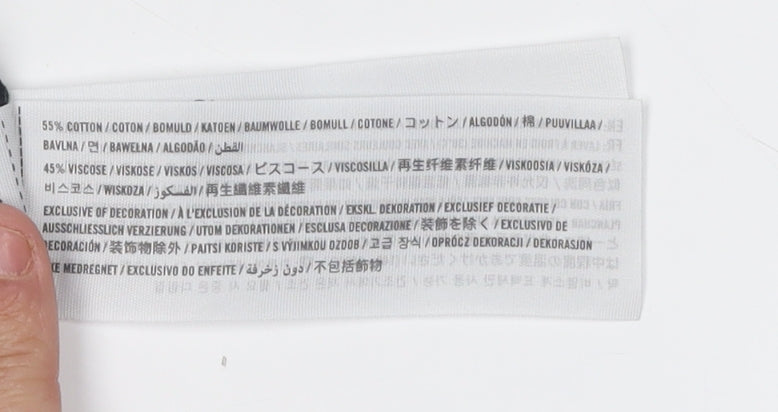 55% COTTON / COTON / BOMULD / KATOEN / BAUMWOLLE / BOMULL / COTONE / コットン / ALGODÓN / 棉 / PUUVILLAA /
BAVLNA / 면 / BAWEŁNA / ALGODÃO / القطن
45% VISCOSE / VISKOSE / VISKÓS / VISCOSA / ビスコース / VISCOSILLA / 再生纤维素纤维 / VISKOOSIA / VISKÓZA /
비스코스 / WISKOZA / الفسكوز / 再生纖維素纖維
EXCLUSIVE OF DECORATION / À L'EXCLUSION DE LA DÉCORATION / EKSKL. DEKORATION / EXCLUSIEF DECORATIE /
AUSSCHLIESSLICH VERZIERUNG / UTOM DEKORATIONEN / ESCLUSA DECORAZIONE / 装飾を除く / EXCLUSIVO DE
DECORACIÓN / 装饰物除外 / PAITSI KORISTE / S VÝJIMKOU OZDOB / 고급 장식 / OPRÓCZ DEKORACJI / DEKORASJON
MEDREGNET / EXCLUSIVO DO ENFEITE / دون زخرفة / 不包括飾物